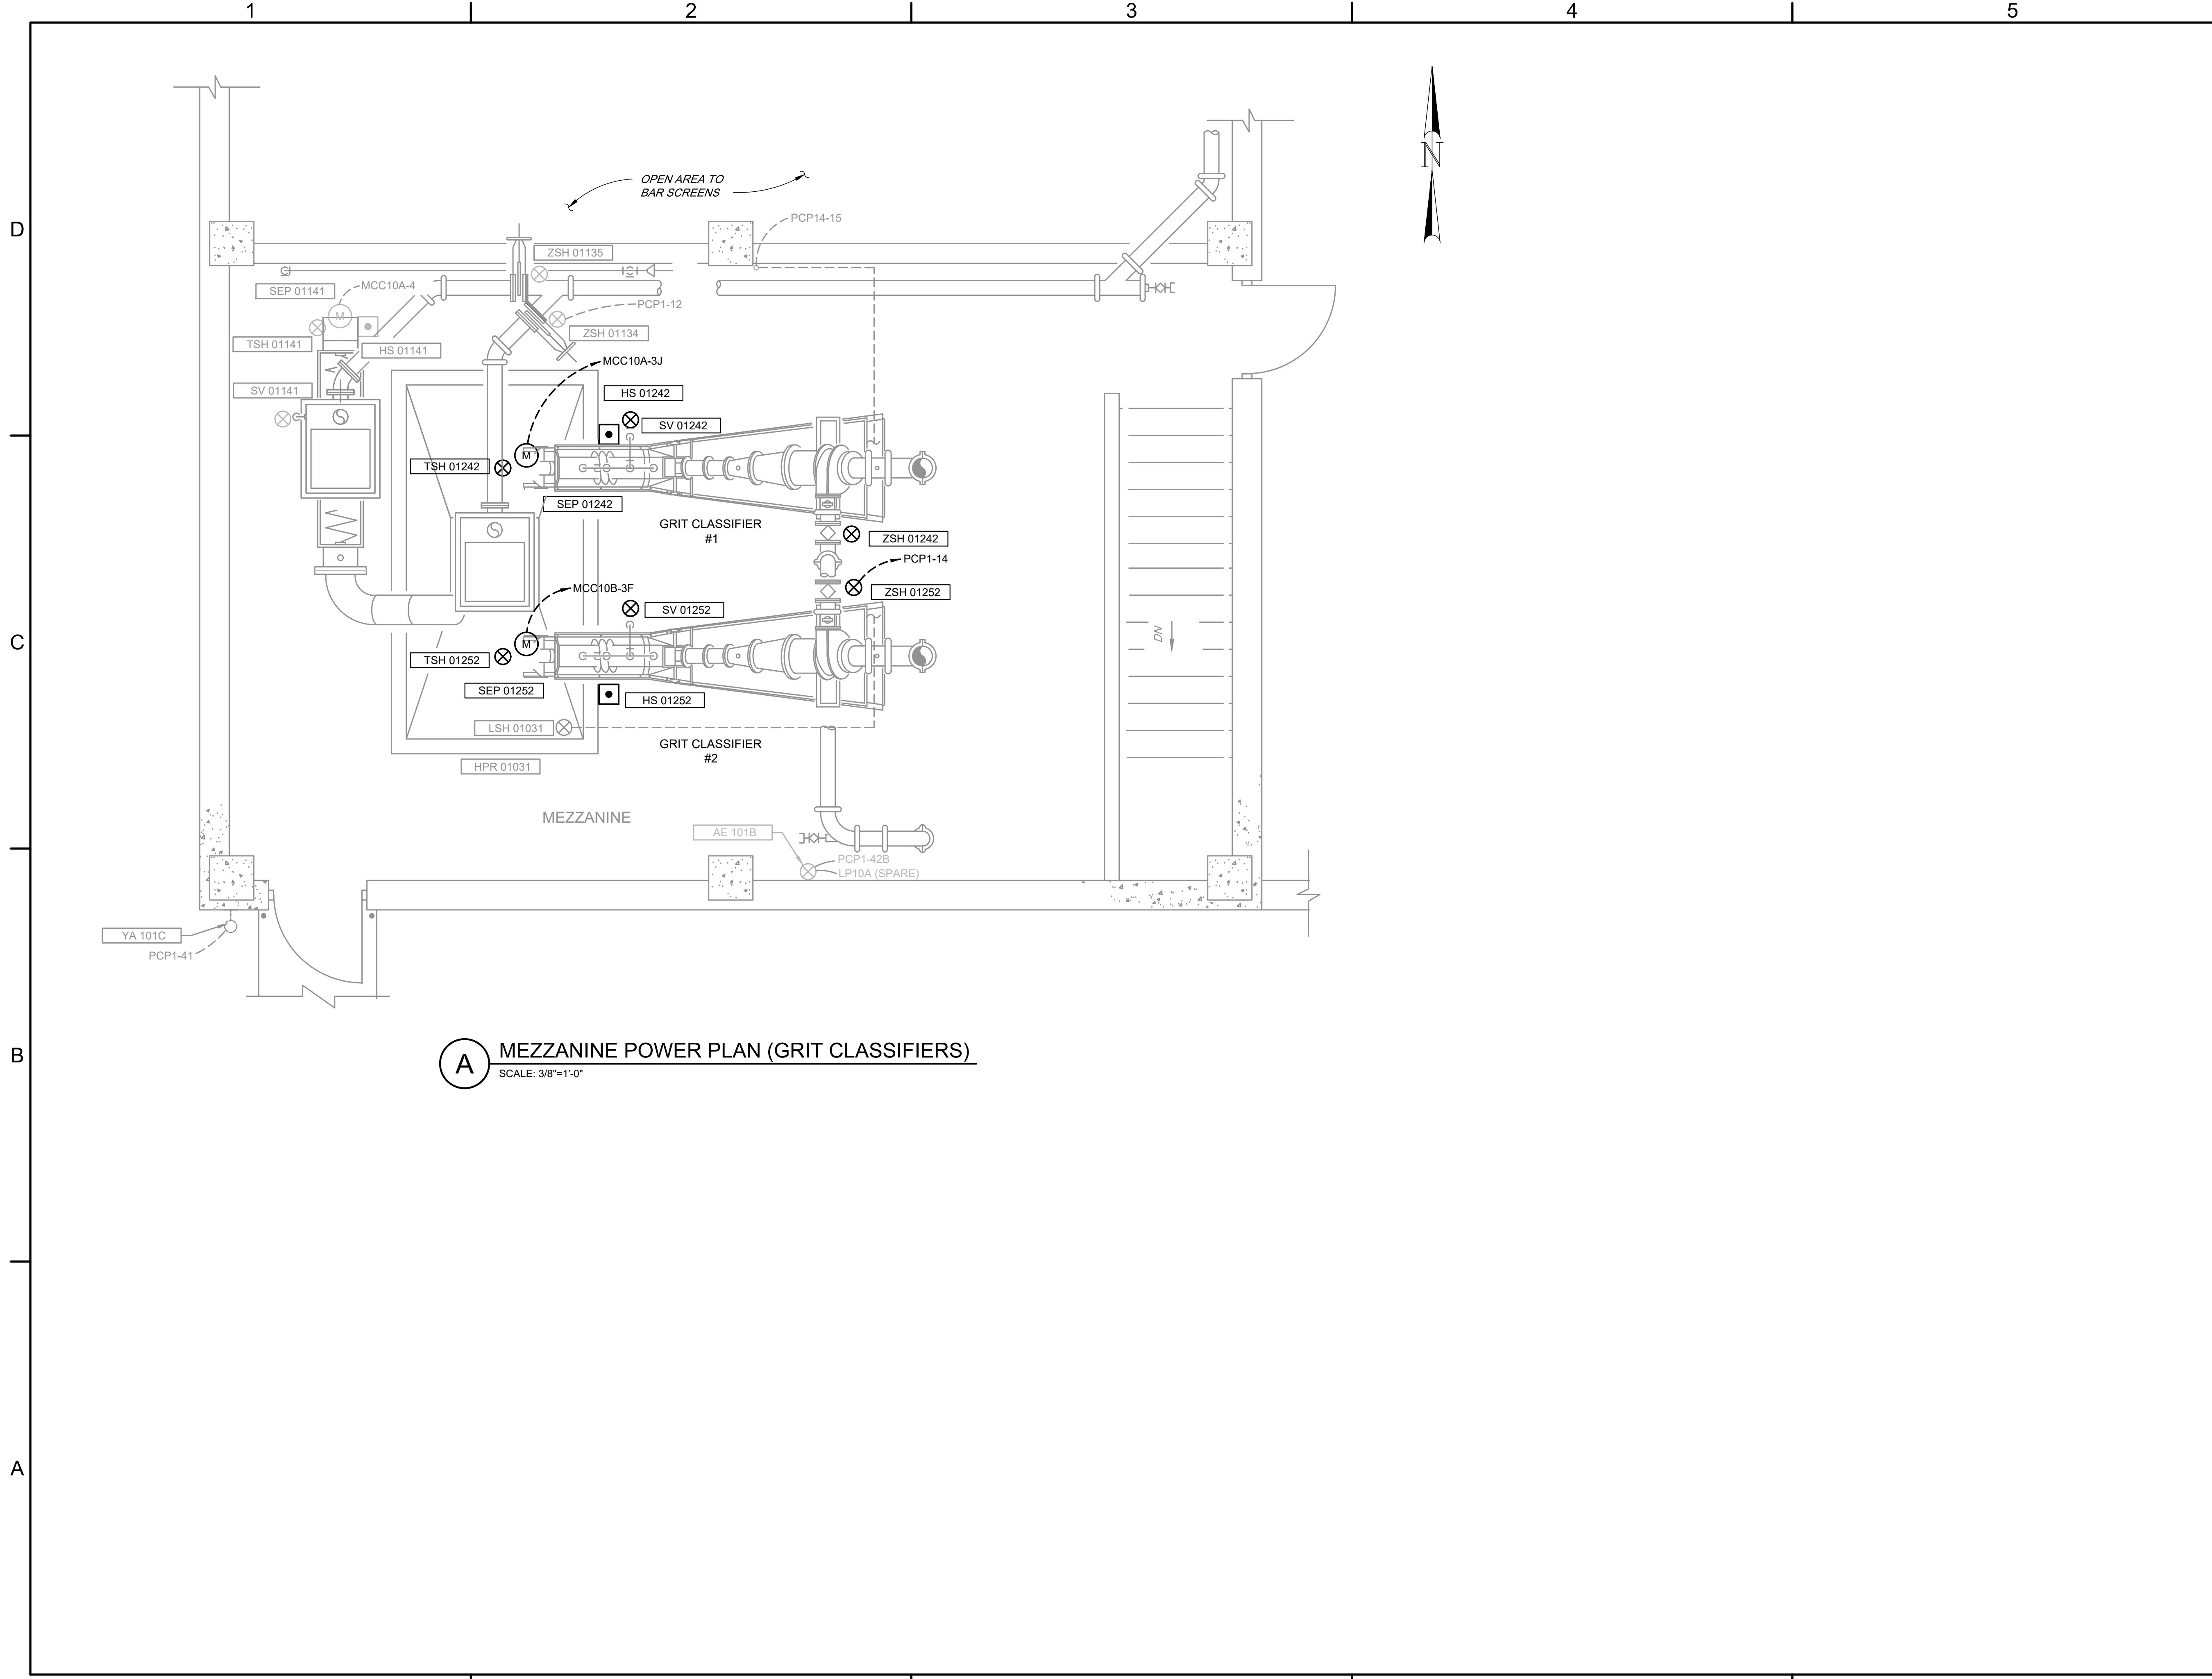 1
2
3
4
5
D
C
B
A
N
OPEN AREA TO
BAR SCREENS
PCP14-15
ZSH 01135
SEP 01141
MCC10A-4
M
PCP1-12
ZSH 01134
TSH 01141
HS 01141
MCC10A-3J
SV 01141
HS 01242
SV 01242
M
TSH 01242
SEP 01242
GRIT CLASSIFIER
#1
ZSH 01242
PCP1-14
MCC10B-3F
ZSH 01252
SV 01252
M
TSH 01252
DN
SEP 01252
HS 01252
LSH 01031
GRIT CLASSIFIER
#2
HPR 01031
MEZZANINE
AE 101B
PCP1-42B
LP10A (SPARE)
YA 101C
PCP1-41
A
MEZZANINE POWER PLAN (GRIT CLASSIFIERS)
SCALE: 3/8"=1'-0"